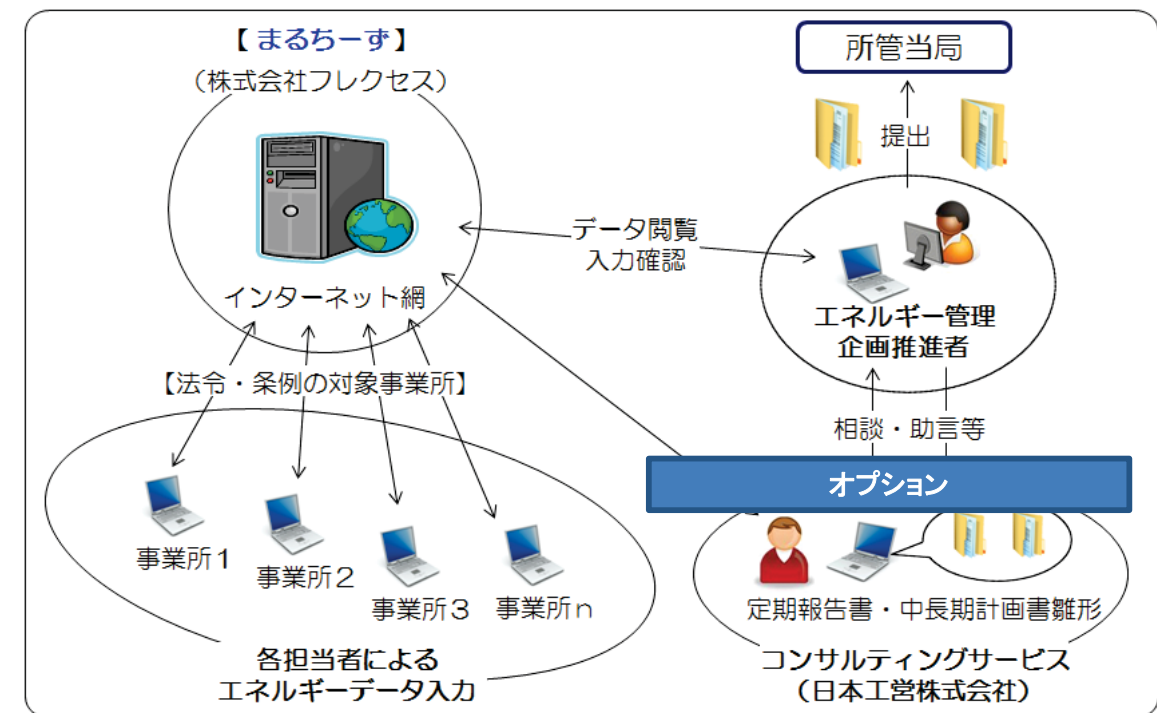 【まるちーず】
（株式会社フレクセス）
インターネット網
所管当局
提出
データ閲覧
入力確認
エネルギー管理
企画推進者
【法令・条例の対象事業所】
相談・助言等
オプション
事業所１
事業所２
事業所３
事業所ｎ
定期報告書・中長期計画書雛形
各担当者による
エネルギーデータ入力
コンサルティングサービス
（日本工営株式会社）